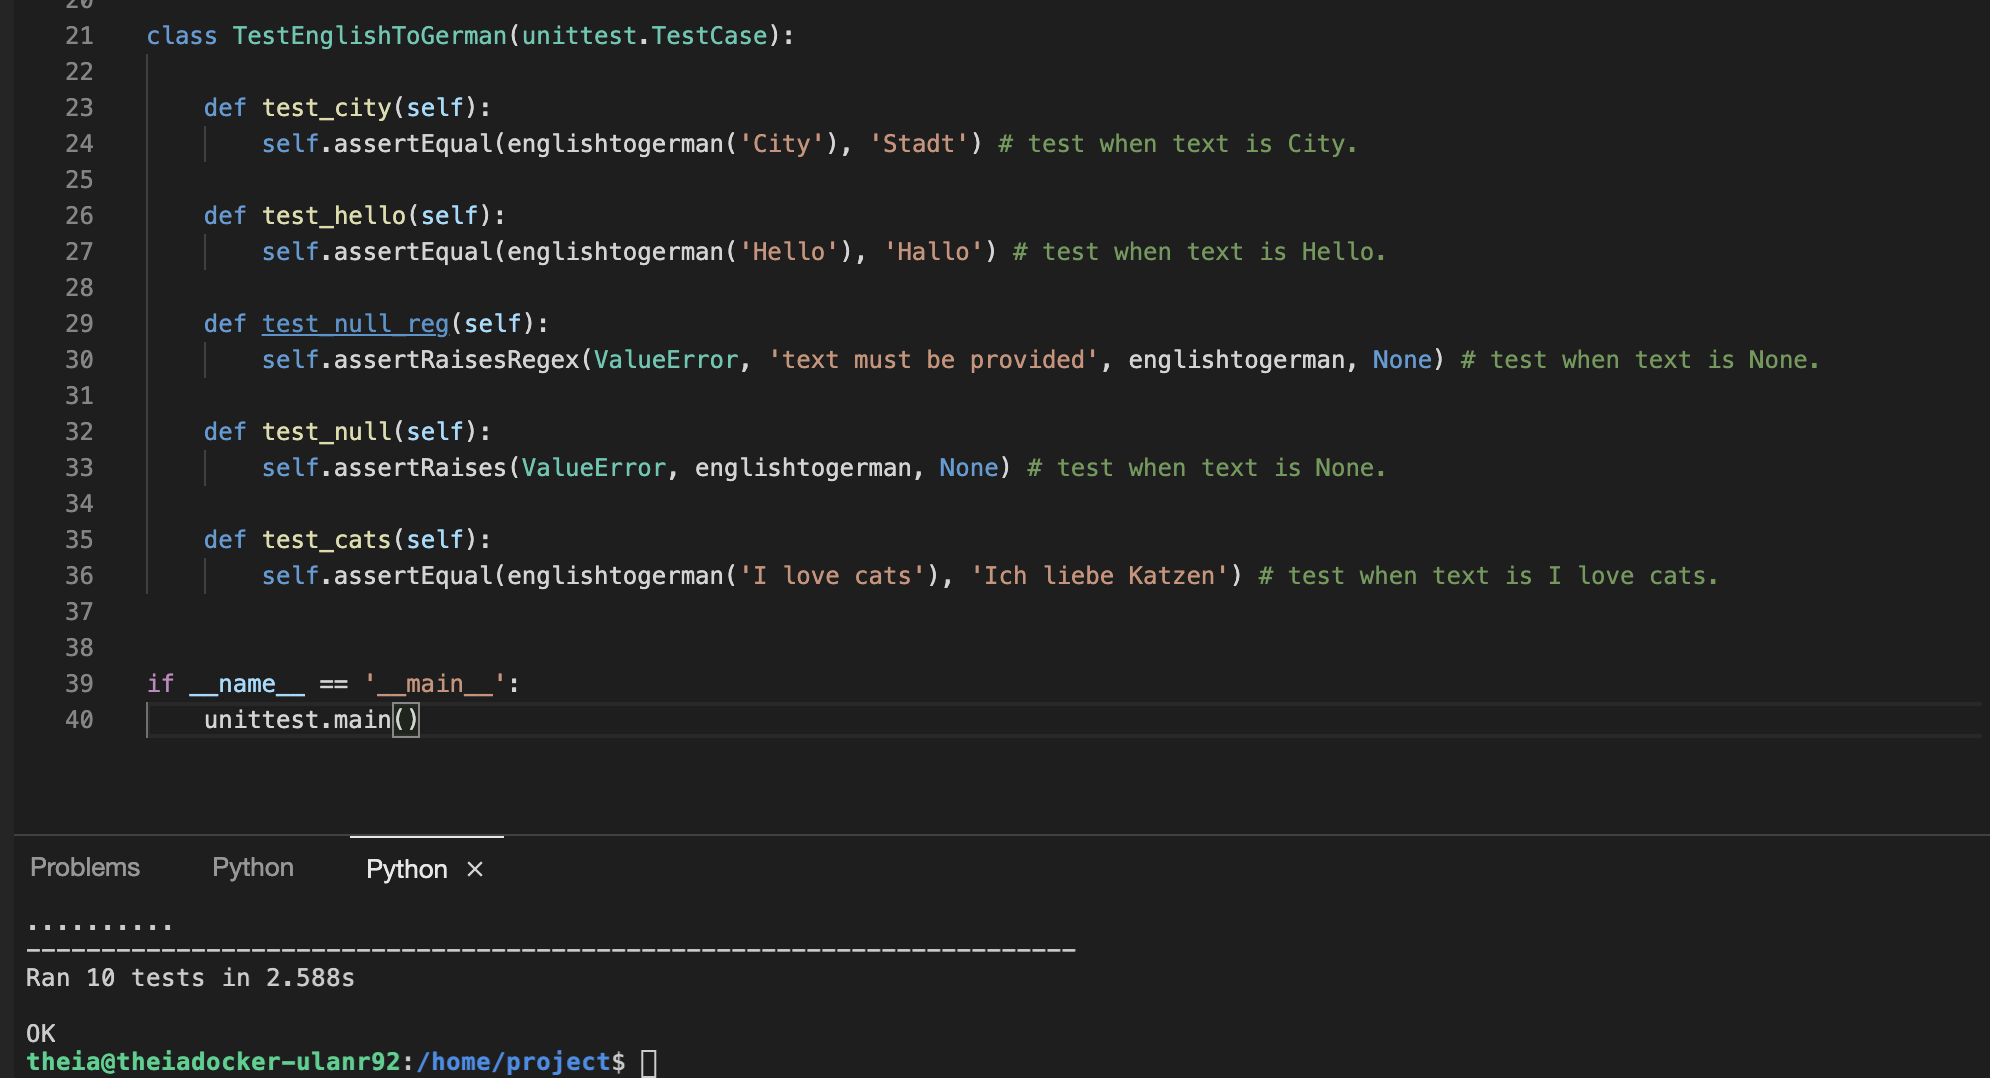 20
21 class TestEnglishToGerman(unittest.TestCase):
22
23     def test_city(self):
24         self.assertEqual(englishtogerman('City'), 'Stadt') # test when text is City.
25
26     def test_hello(self):
27         self.assertEqual(englishtogerman('Hello'), 'Hallo') # test when text is Hello.
28
29     def test_null_reg(self):
30         self.assertRaisesRegex(ValueError, 'text must be provided', englishtogerman, None) # test when text is None.
31
32     def test_null(self):
33         self.assertRaises(ValueError, englishtogerman, None) # test when text is None.
34
35     def test_cats(self):
36         self.assertEqual(englishtogerman('I love cats'), 'Ich liebe Katzen') # test when text is I love cats.
37
38
39 if __name__ == '__main__':
40     unittest.main()
Problems Python Python ×
..........
----------------------------------------------------------------------
Ran 10 tests in 2.588s
OK
theia@theiadocker-ulanr92:/home/project$